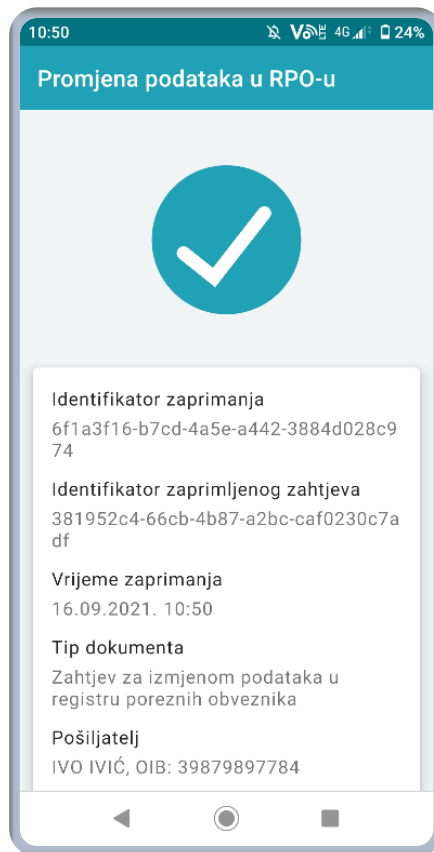 10:50 4G 24%
Promjena podataka u RPO-u
Identifikator zaprimanja
6f1a3f16-b7cd-4a5e-a442-3884d028c9
74
Identifikator zaprimljenog zahtjeva
381952c4-66cb-4b87-a2bc-caf0230c7a
df
Vrijeme zaprimanja
16.09.2021. 10:50
Tip dokumenta
Zahtjev za izmjenom podataka u
registru poreznih obveznika
Pošiljatelj
IVO IVIĆ, OIB: 39879897784